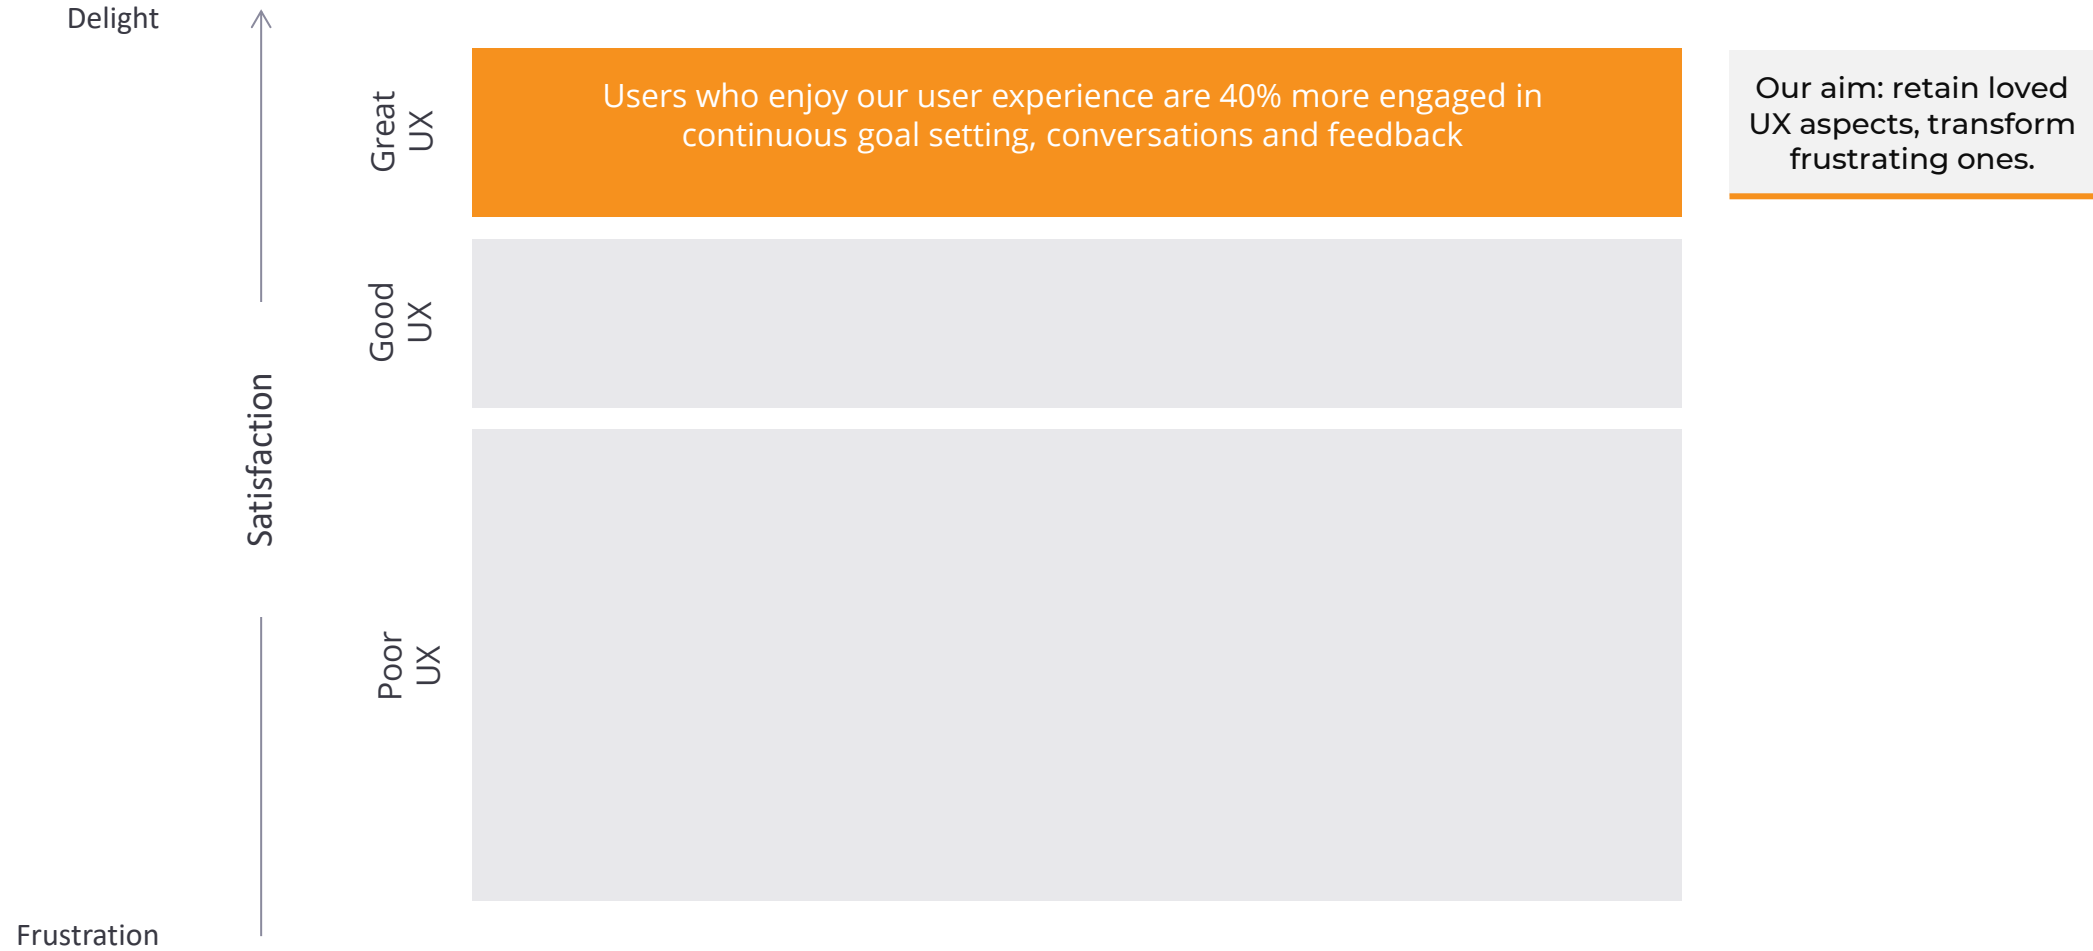 Delight
Great
UX
Users who enjoy our user experience are 40% more engaged in
continuous goal setting, conversations and feedback
Our aim: retain loved
UX aspects, transform
frustrating ones.
Good
UX
Satisfaction
Poor
UX
Frustration